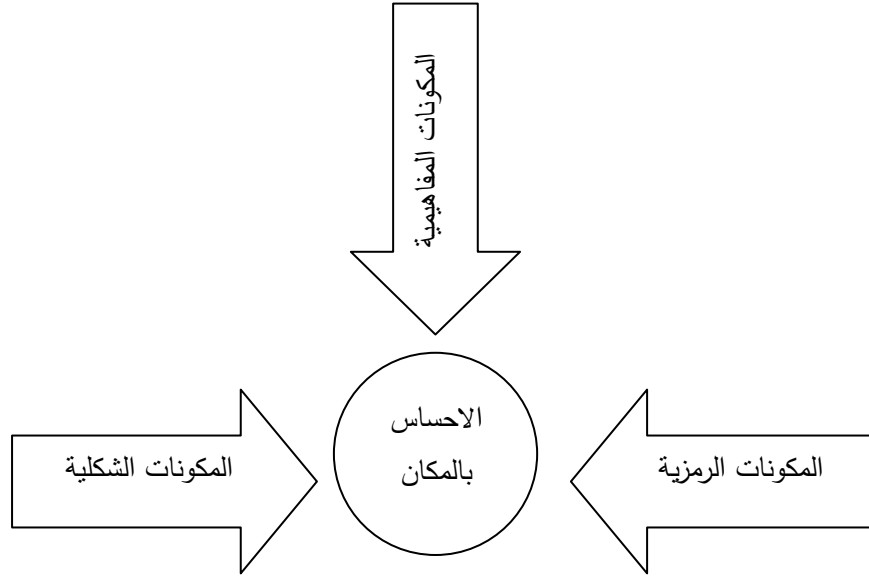 المكونات المفاهيمية
الاحساس
بالمكان
المكونات الرمزية
المكونات الشكلية